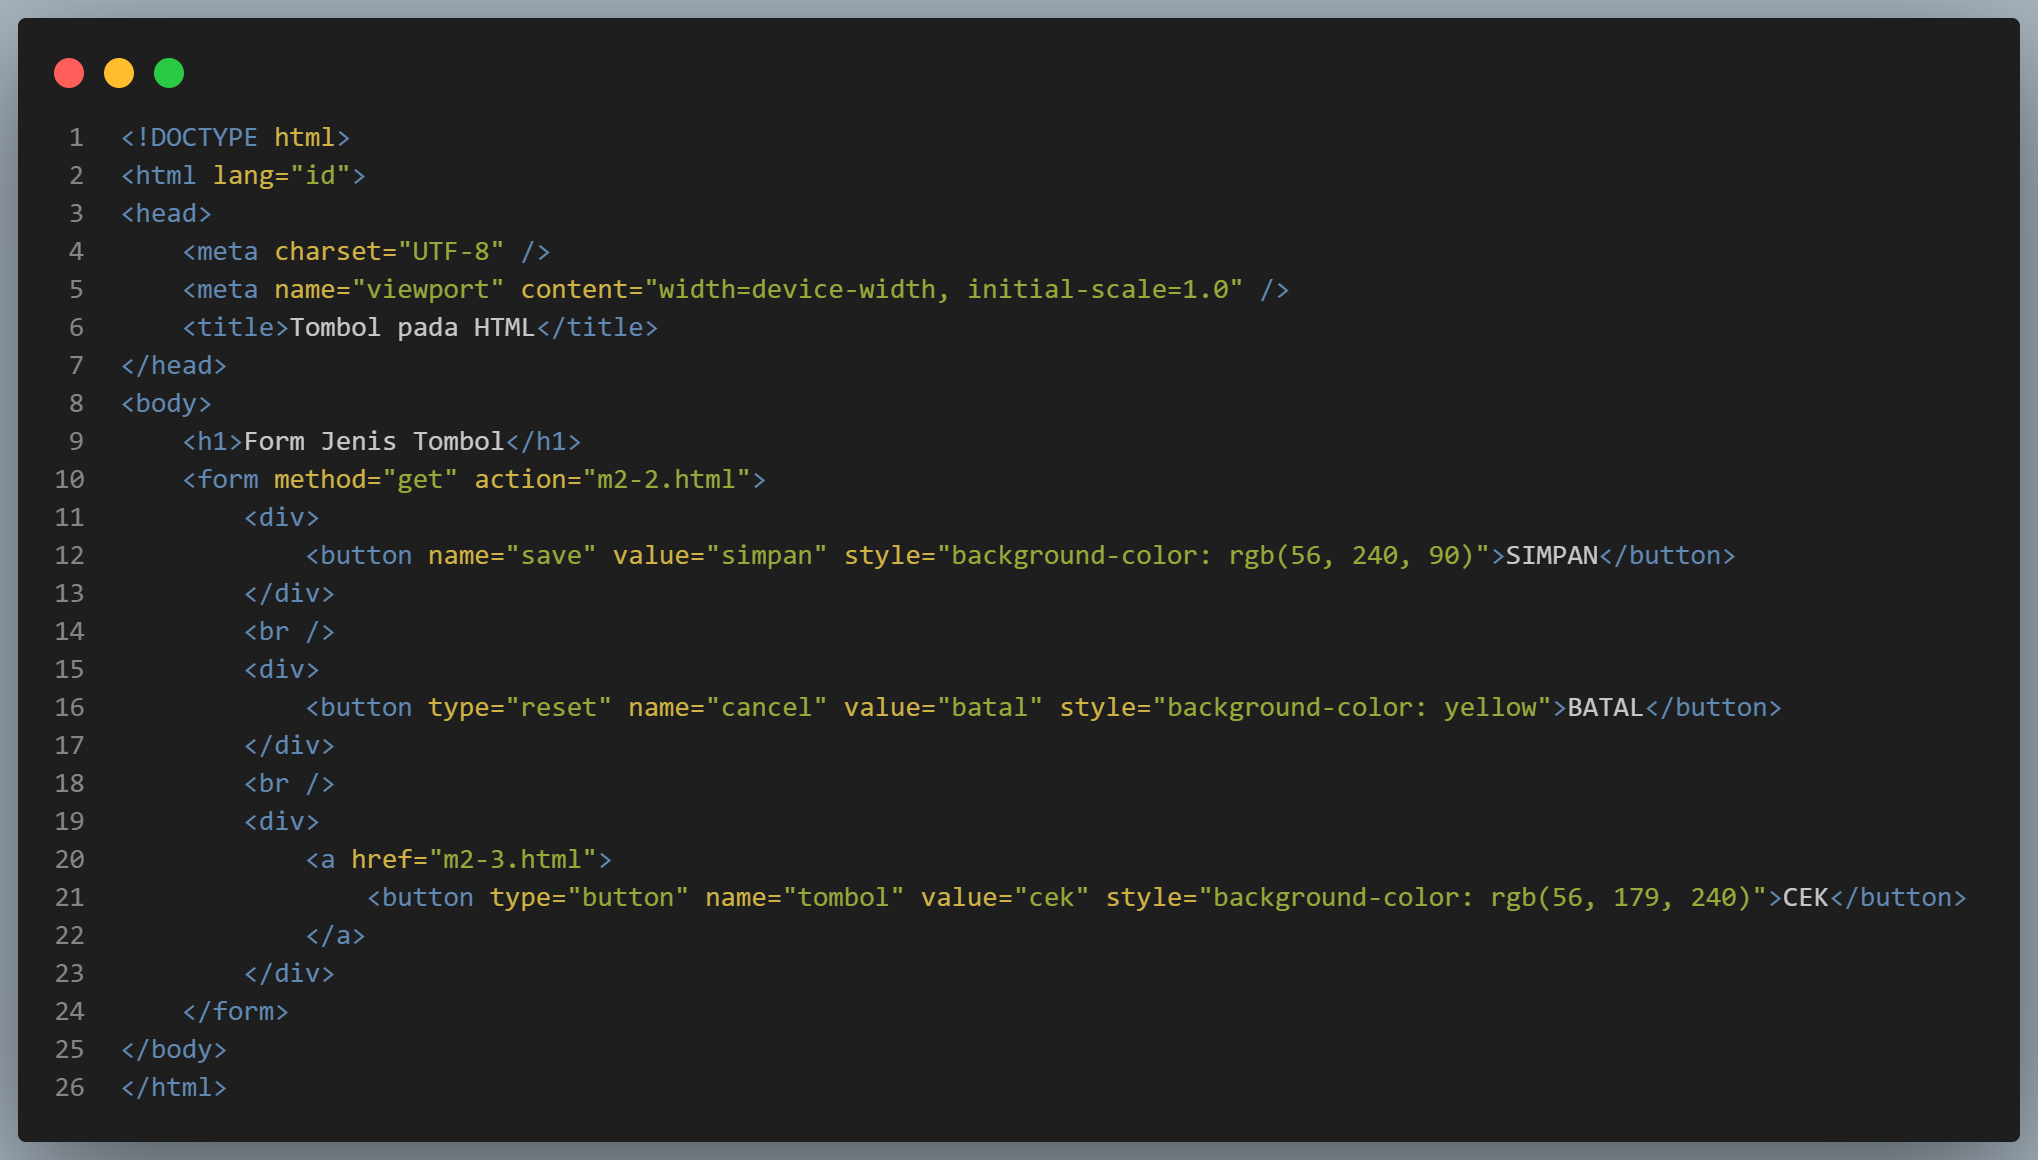 1 <!DOCTYPE html>
2 <html lang="id">
3 <head>
4     <meta charset="UTF-8" />
5     <meta name="viewport" content="width=device-width, initial-scale=1.0" />
6     <title>Tombol pada HTML</title>
7 </head>
8 <body>
9     <h1>Form Jenis Tombol</h1>
10     <form method="get" action="m2-2.html">
11         <div>
12             <button name="save" value="simpan" style="background-color: rgb(56, 240, 90)">SIMPAN</button>
13         </div>
14         <br />
15         <div>
16             <button type="reset" name="cancel" value="batal" style="background-color: yellow">BATAL</button>
17         </div>
18         <br />
19         <div>
20             <a href="m2-3.html">
21                 <button type="button" name="tombol" value="cek" style="background-color: rgb(56, 179, 240)">CEK</button>
22             </a>
23         </div>
24     </form>
25 </body>
26 </html>